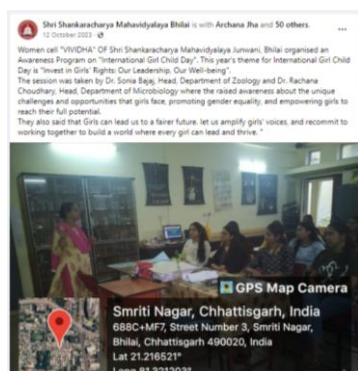 Shri Shankaracharya Mahavidyalaya Bhilai is with Archana Jha and 50 others.
12 October 2023
Women cell "VIVIDHA" OF Shri Shankaracharya Mahavidyalaya Junwani, Bhilai organised an
Awareness Program on "International Girl Child Day". This year's theme for International Girl Child
Day is "Invest in Girls' Rights: Our Leadership, Our Well-being".
The session was taken by Dr. Sonia Bajaj, Head, Department of Zoology and Dr. Rachana
Choudhary, Head, Department of Microbiology where the raised awareness about the unique
challenges and opportunities that girls face, promoting gender equality, and empowering girls to
reach their full potential.
They also said that Girls can lead us to a fairer future. let us amplify girls' voices, and recommit to
working together to build a world where every girl can lead and thrive. "
GPS Map Camera
Smriti Nagar, Chhattisgarh, India
688C+MF7, Street Number 3, Smriti Nagar,
Bhilai, Chhattisgarh 490020, India
Lat 21.216521°
Long 81.321203°